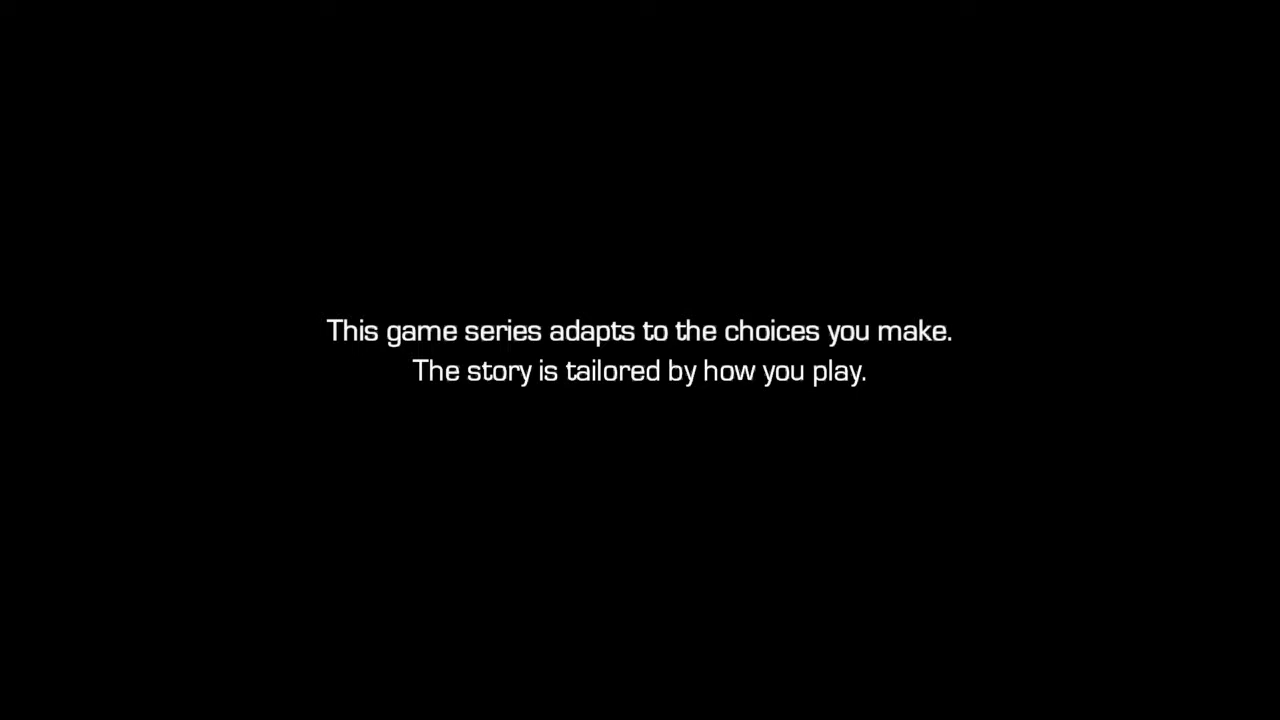 This game series adapts to the choices you make.
The story is tailored by how you play.